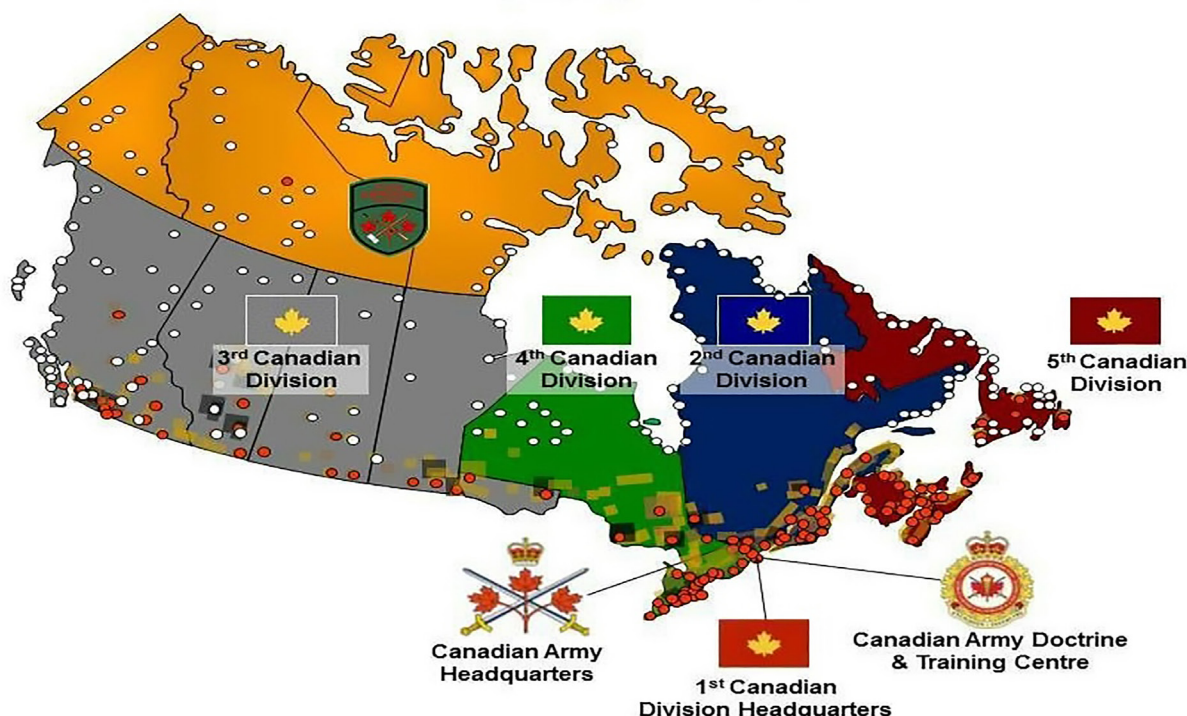 3rd Canadian
Division
4th Canadian
Division
2nd Canadian
Division
5th Canadian
Division
Canadian Army
Headquarters
1st Canadian
Division Headquarters
Canadian Army Doctrine
& Training Centre